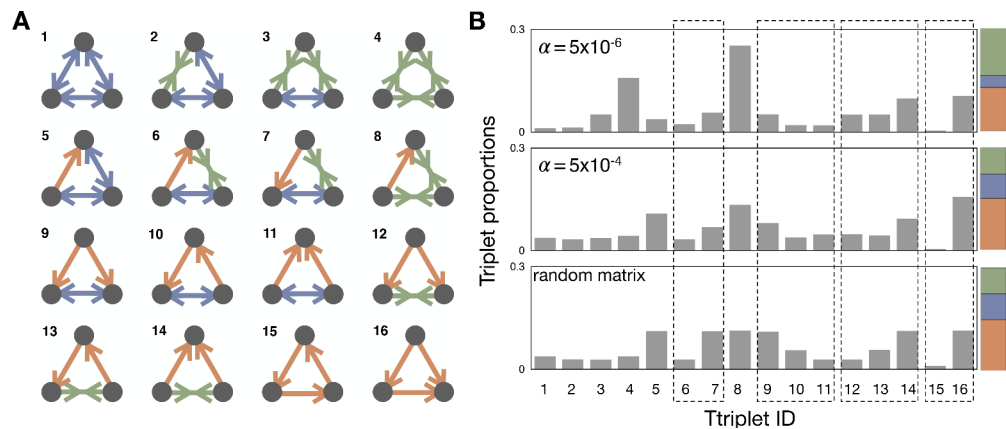 A
1 2 3 4
5 6 7 8
9 10 11 12
13 14 15 16
B
Triplet proportions
0.3
α = 5x10⁻⁶
0
0.3
α = 5x10⁻⁴
0
0.3
random matrix
0
1 2 3 4 5 6 7 8 9 10 11 12 13 14 15 16
Ttriplet ID